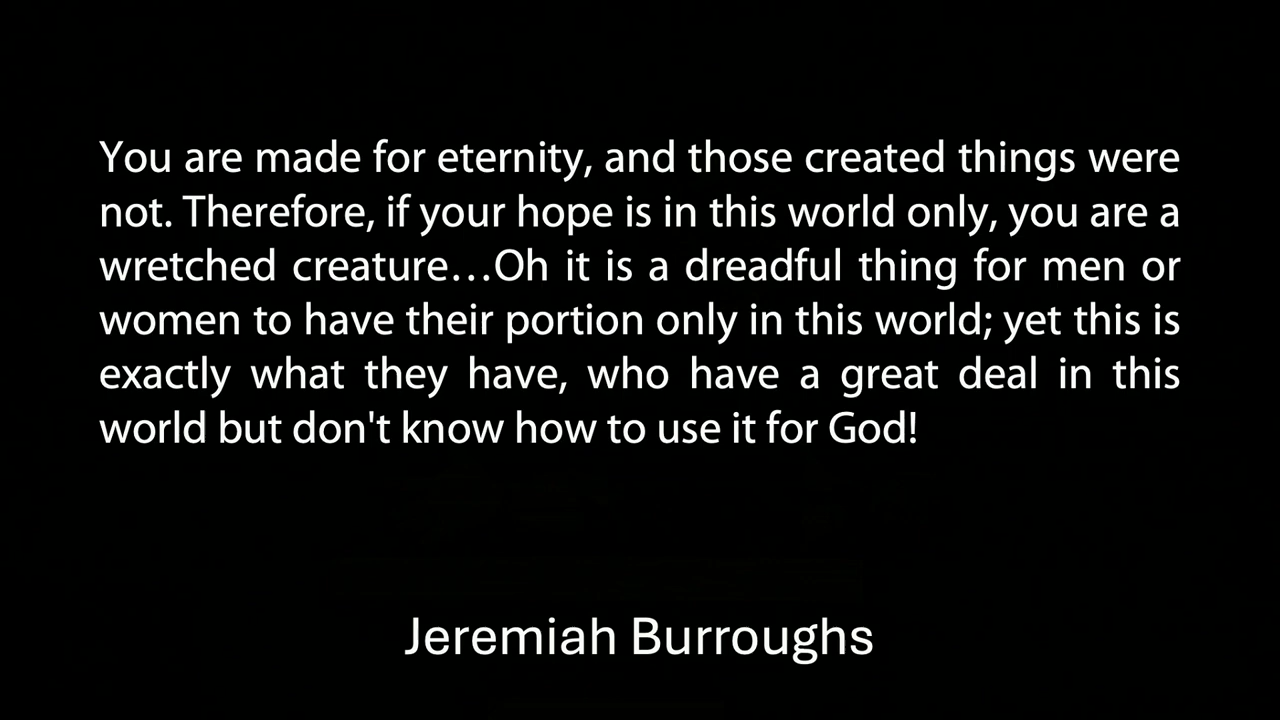 You are made for eternity, and those created things were
not. Therefore, if your hope is in this world only, you are a
wretched creature…Oh it is a dreadful thing for men or
women to have their portion only in this world; yet this is
exactly what they have, who have a great deal in this
world but don't know how to use it for God!
Jeremiah Burroughs